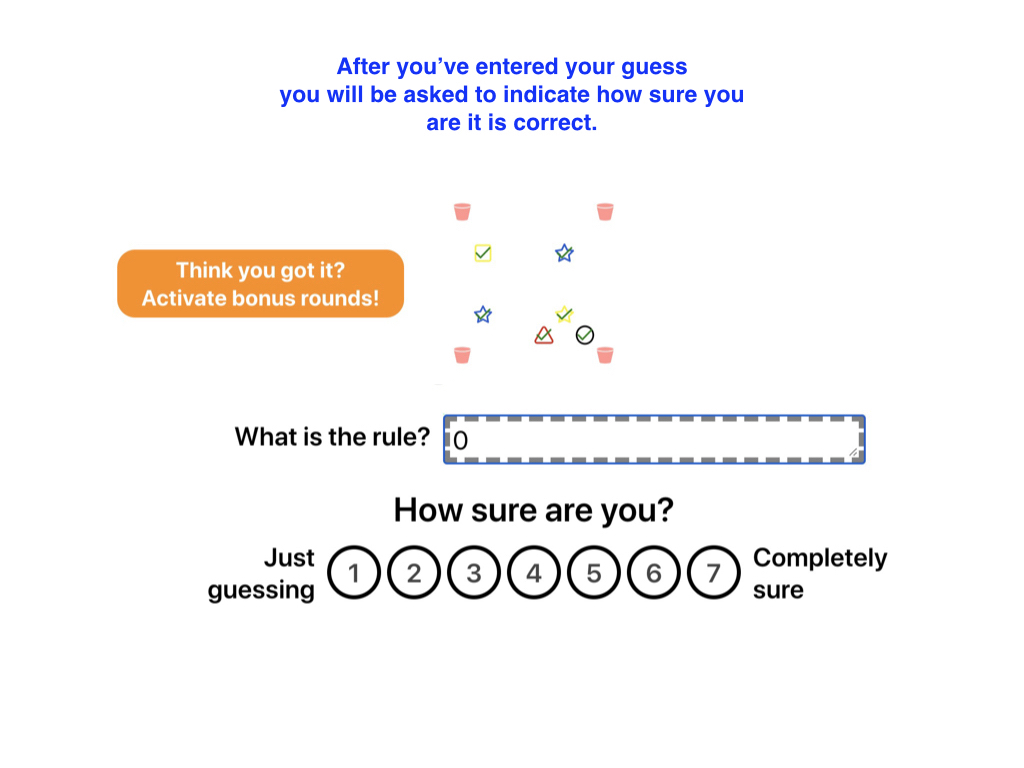 After you’ve entered your guess
you will be asked to indicate how sure you
are it is correct.
Think you got it?
Activate bonus rounds!
What is the rule? 0
How sure are you?
Just
guessing
1 2 3 4 5 6 7
Completely
sure